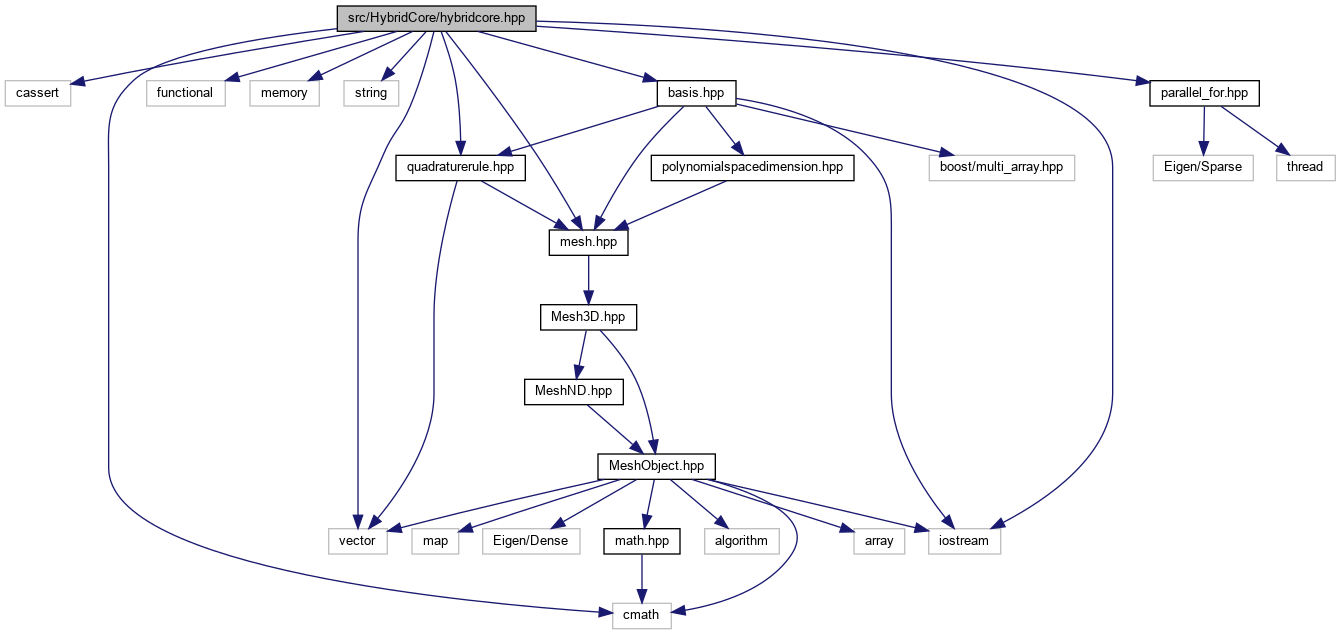 src/HybridCore/hybridcore.hpp
cassert
functional
memory
string
basis.hpp
parallel_for.hpp
quadraturerule.hpp
polynomialspacedimension.hpp
boost/multi_array.hpp
Eigen/Sparse
thread
mesh.hpp
Mesh3D.hpp
MeshND.hpp
MeshObject.hpp
vector
map
Eigen/Dense
math.hpp
algorithm
array
iostream
cmath